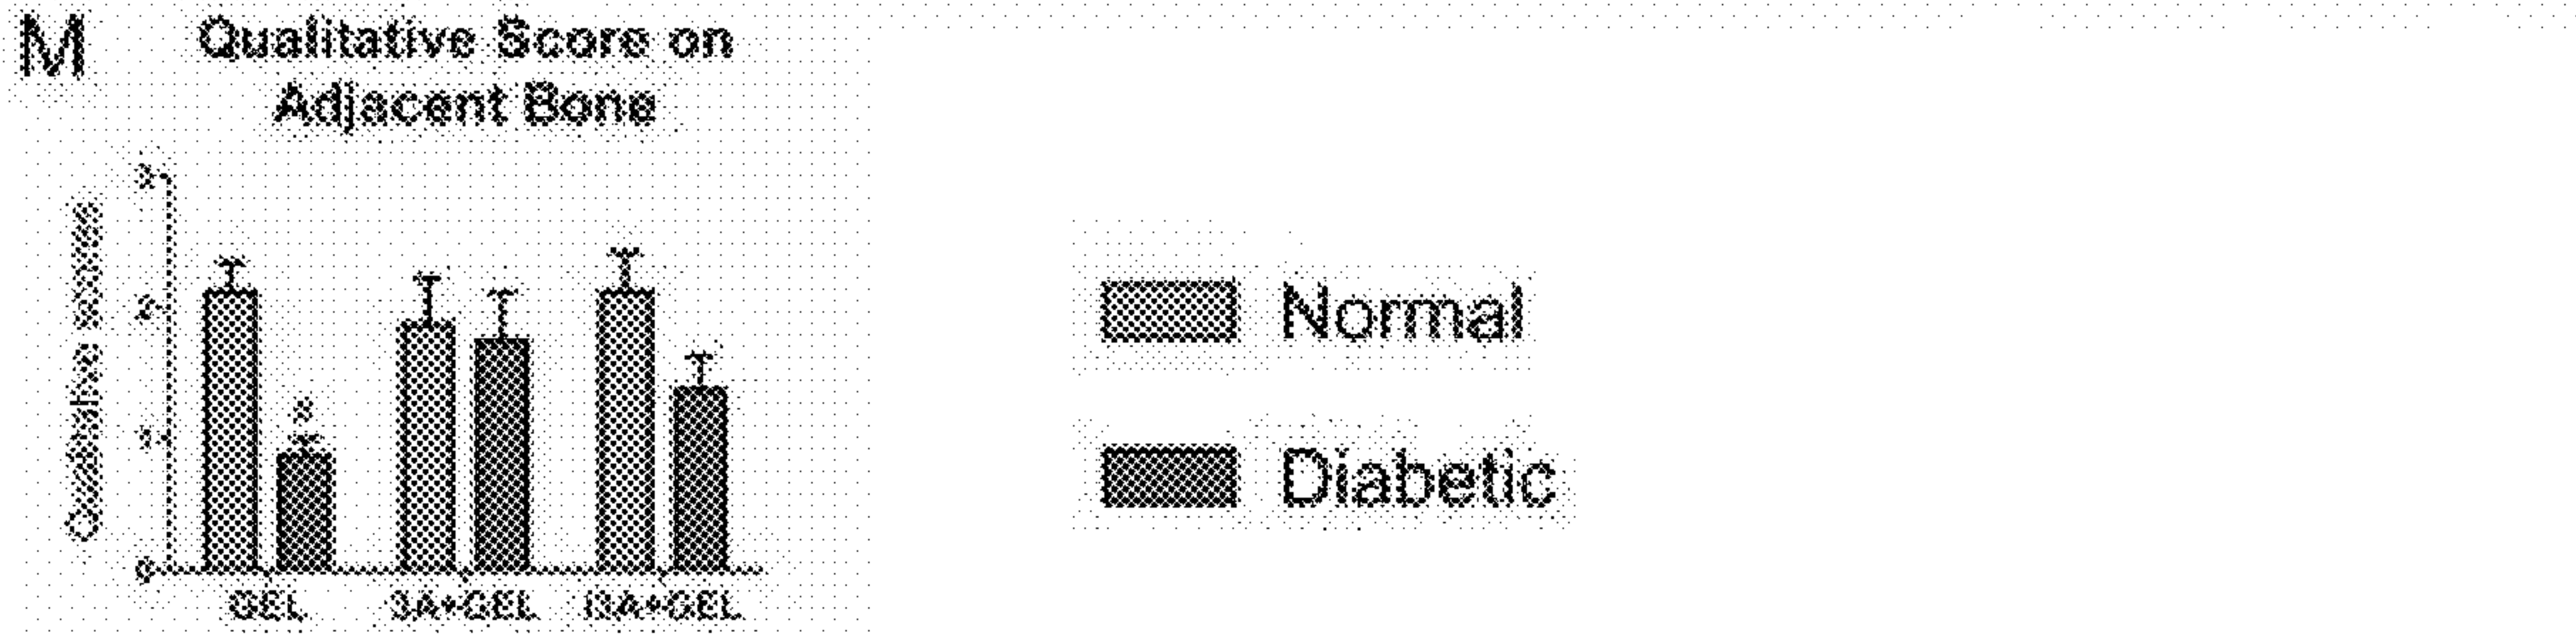 M
Qualitative Score on
Adjacent Bone
3
2
1
0
GEL
Normal
Diabetic